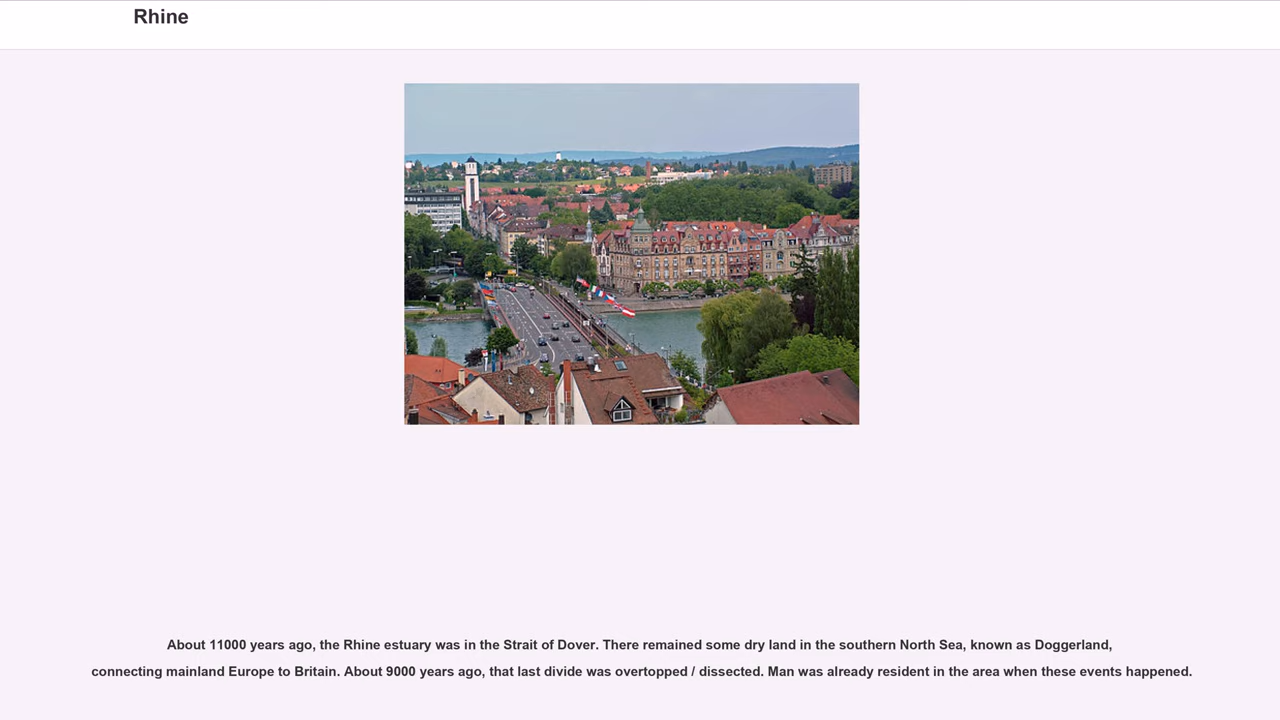 Rhine
About 11000 years ago, the Rhine estuary was in the Strait of Dover. There remained some dry land in the southern North Sea, known as Doggerland,
connecting mainland Europe to Britain. About 9000 years ago, that last divide was overtopped / dissected. Man was already resident in the area when these events happened.